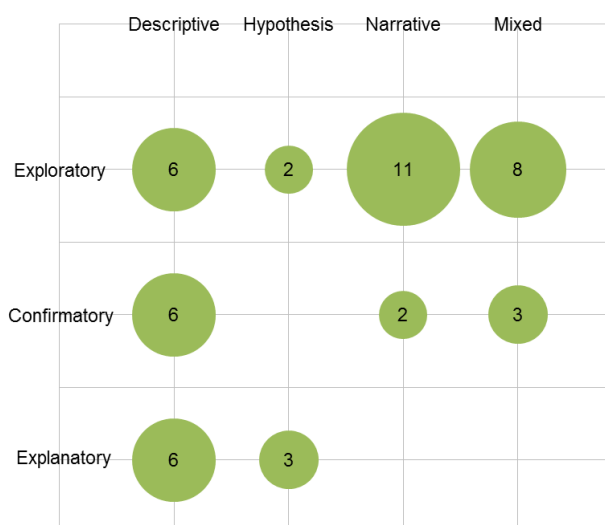 Descriptive Hypothesis Narrative Mixed
Exploratory 6 2 11 8
Confirmatory 6 2 3
Explanatory 6 3